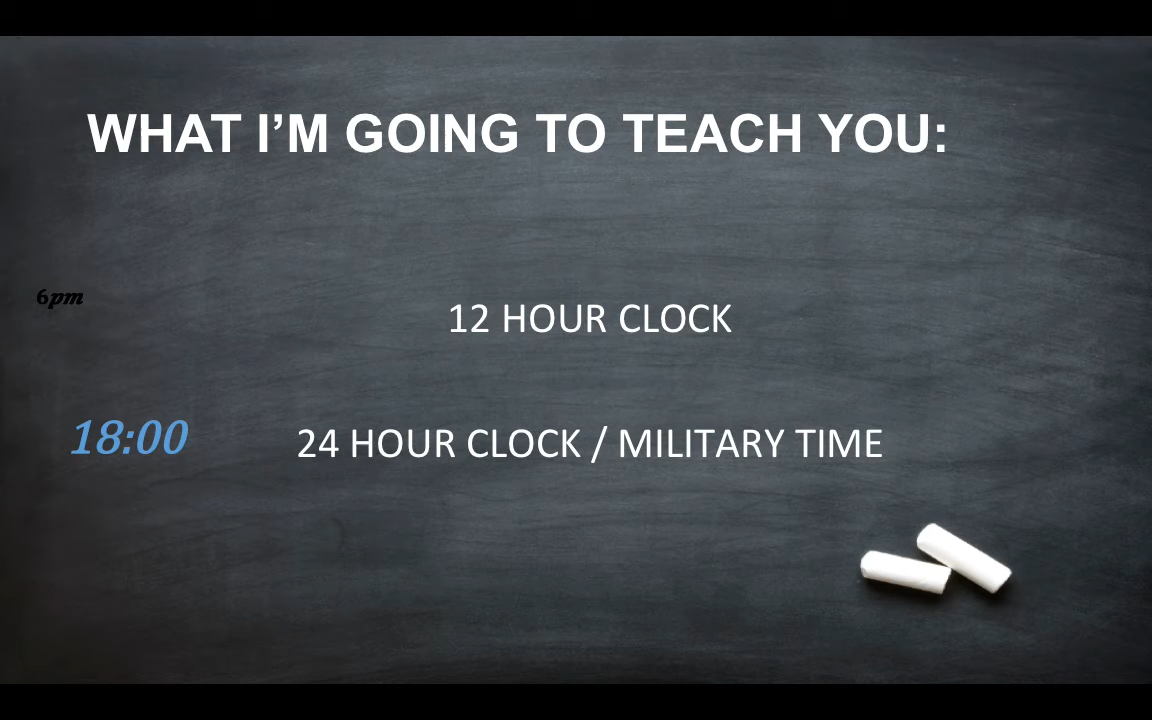 WHAT I’M GOING TO TEACH YOU:
6pm
12 HOUR CLOCK
18:00
24 HOUR CLOCK / MILITARY TIME